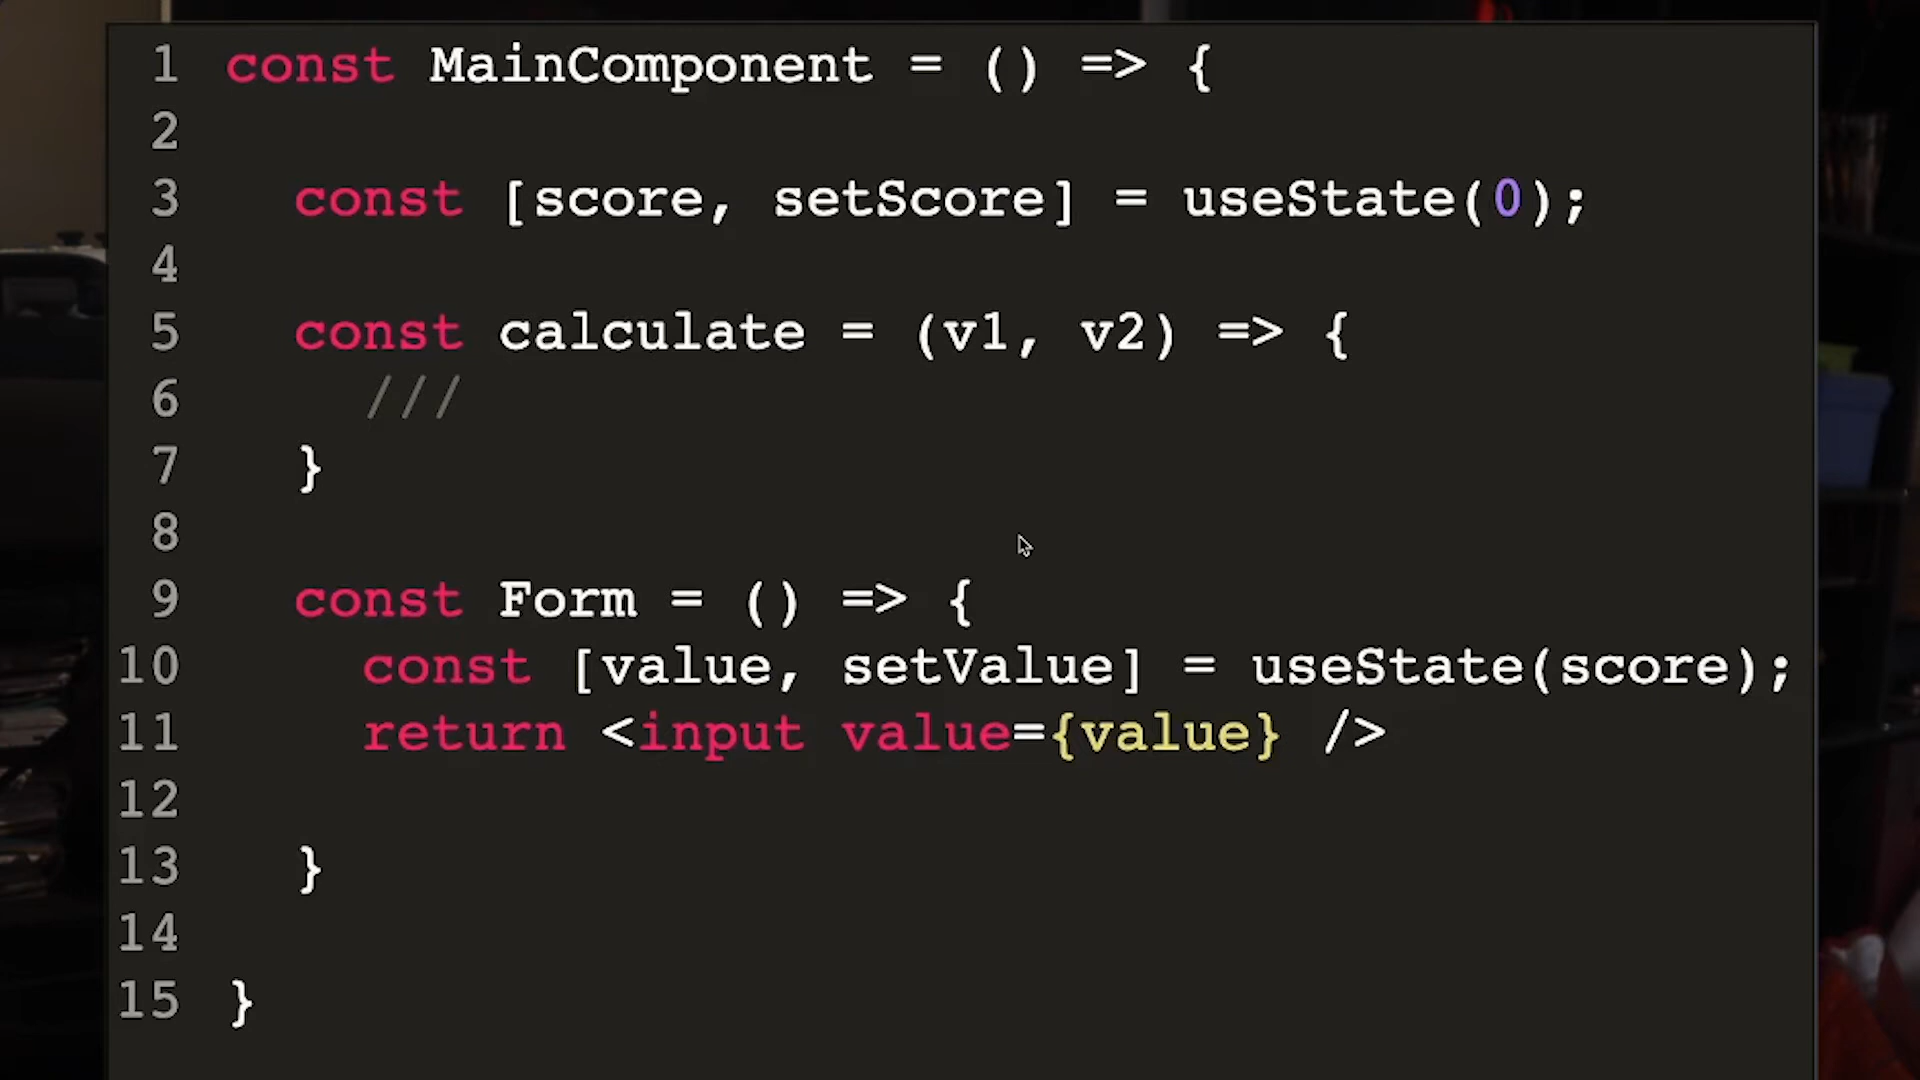 1 const MainComponent = () => {
2
3 const [score, setScore] = useState(0);
4
5 const calculate = (v1, v2) => {
6 ///
7 }
8
9 const Form = () => {
10 const [value, setValue] = useState(score);
11 return <input value={value} />
12
13 }
14
15 }